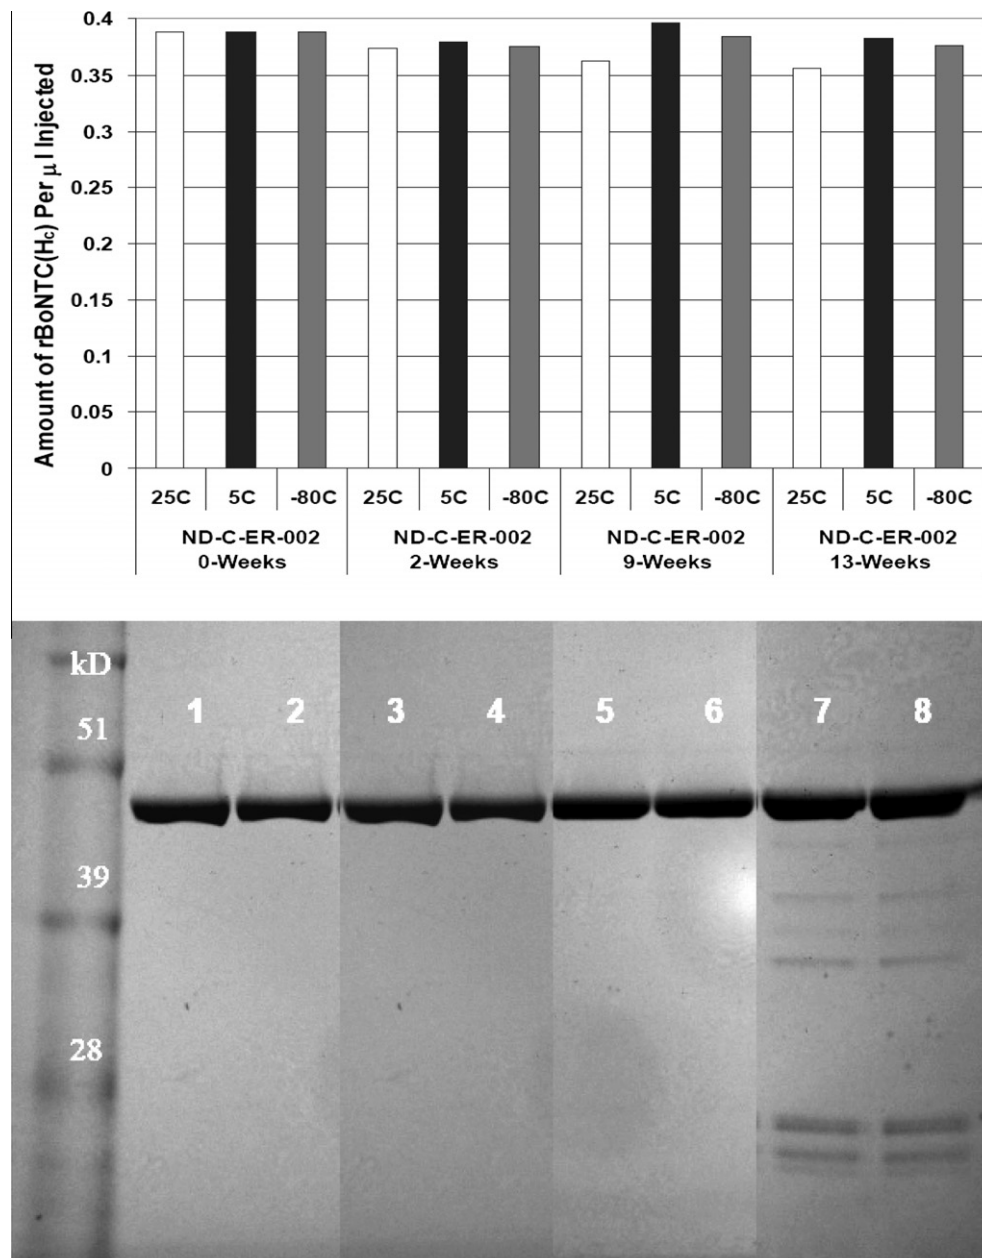 Amount of rBoNTC(Hc) Per μl Injected
0.4
0.35
0.3
0.25
0.2
0.15
0.1
0.05
0
25C 5C -80C 25C 5C -80C 25C 5C -80C 25C 5C -80C
ND-C-ER-002 ND-C-ER-002 ND-C-ER-002 ND-C-ER-002
0-Weeks 2-Weeks 9-Weeks 13-Weeks
kD
1 2 3 4 5 6 7 8
51
39
28